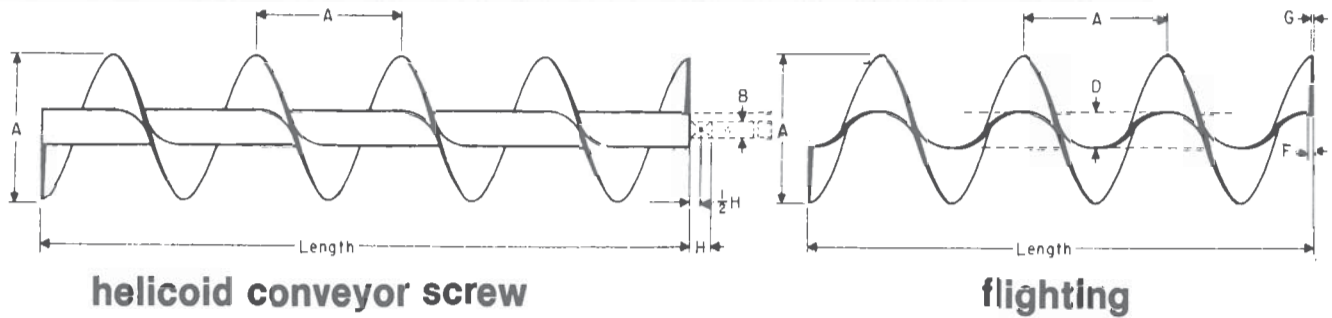 A
A
B
½H
Length
H
helicoid conveyor screw
A
G
A
D
F
Length
flighting